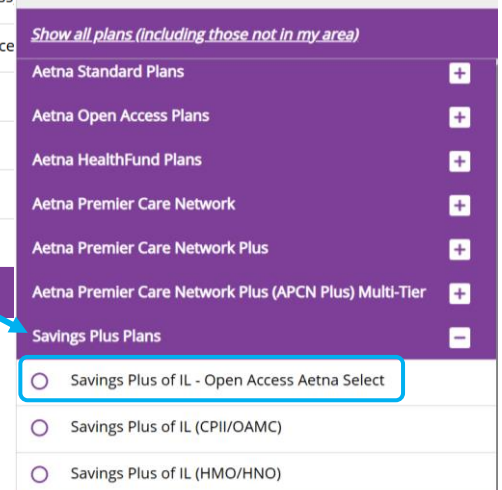 Show all plans (including those not in my area)
ce
Aetna Standard Plans
Aetna Open Access Plans
Aetna HealthFund Plans
Aetna Premier Care Network
Aetna Premier Care Network Plus
Aetna Premier Care Network Plus (APCN Plus) Multi-Tier
Savings Plus Plans
Savings Plus of IL - Open Access Aetna Select
Savings Plus of IL (CPII/OAMC)
Savings Plus of IL (HMO/HNO)